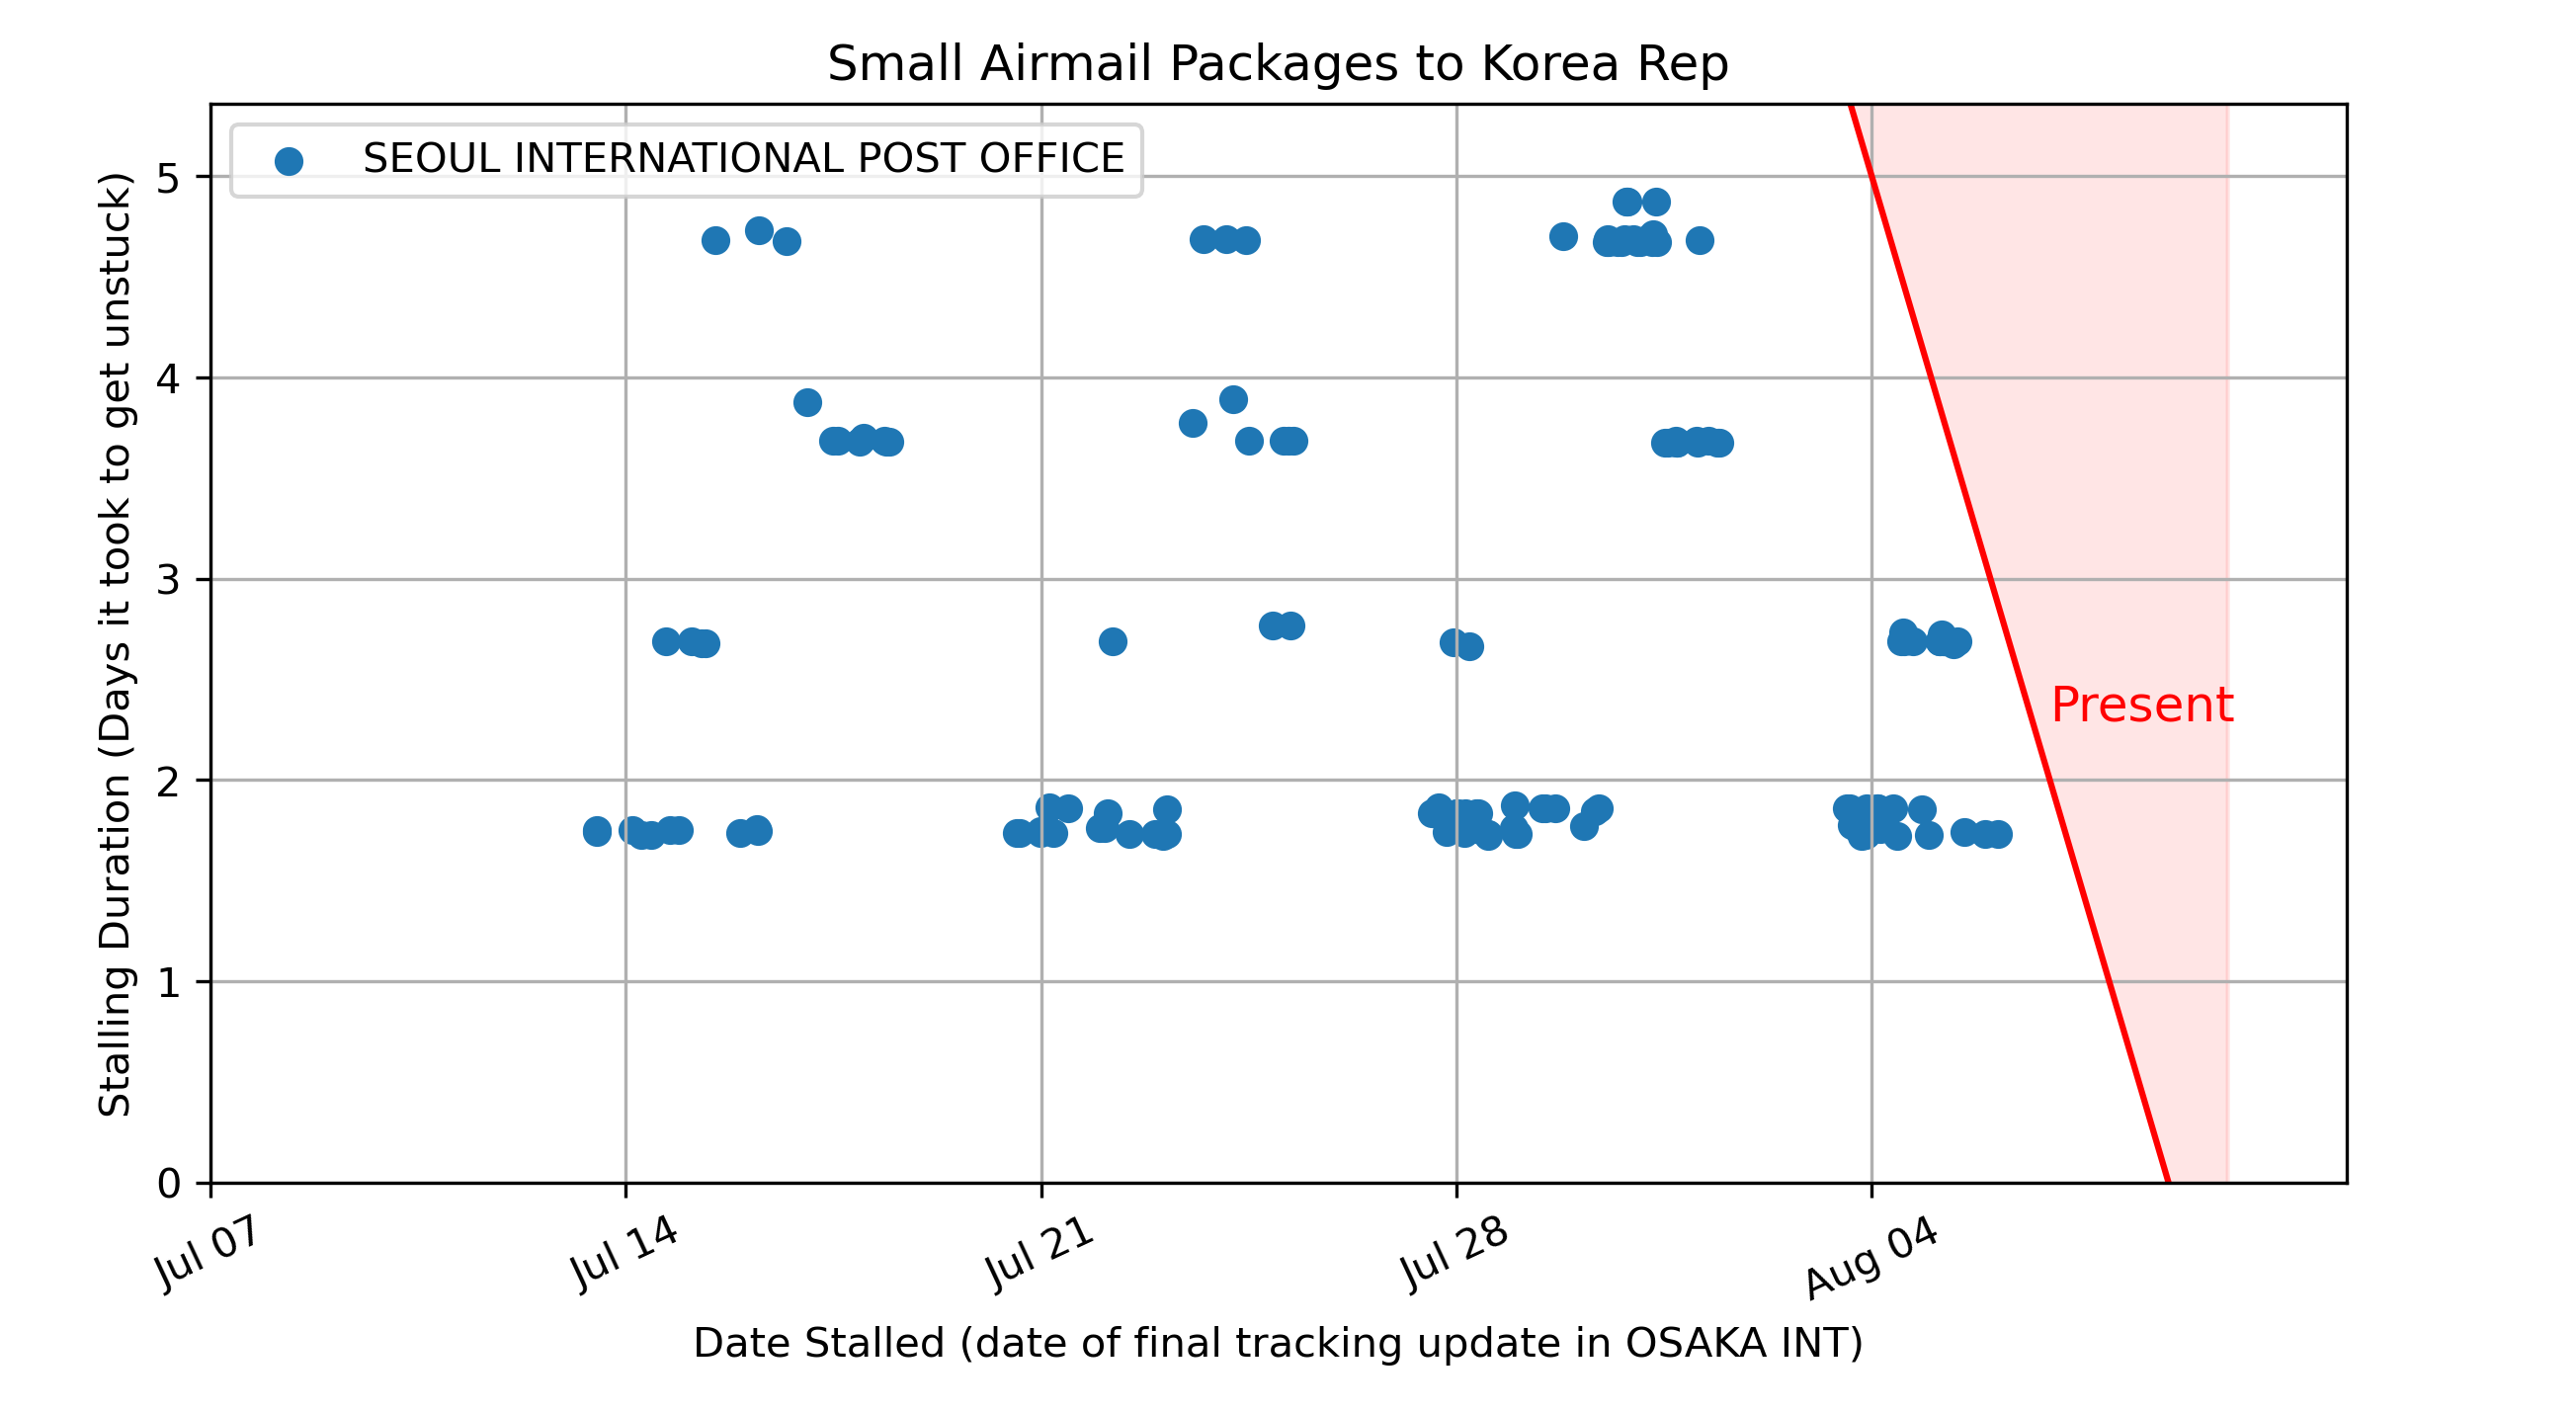 Small Airmail Packages to Korea Rep
SEOUL INTERNATIONAL POST OFFICE
Stalling Duration (Days it took to get unstuck)
5
4
3
2
1
0
Present
Jul 07
Jul 14
Jul 21
Jul 28
Aug 04
Date Stalled (date of final tracking update in OSAKA INT)